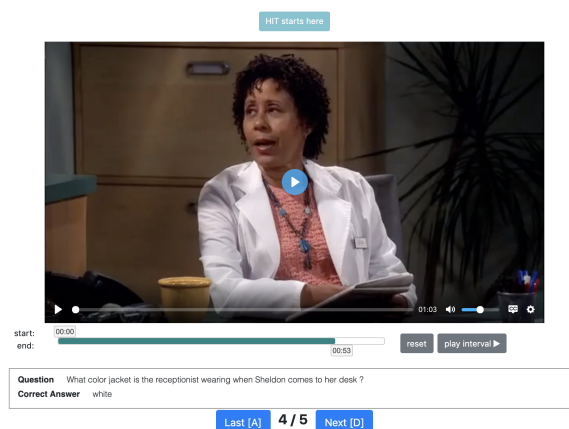 HIT starts here
01:03
start:
00:00
end:
00:53
reset
play interval ▶
Question What color jacket is the receptionist wearing when Sheldon comes to her desk ?
Correct Answer white
Last [A] 4 / 5 Next [D]